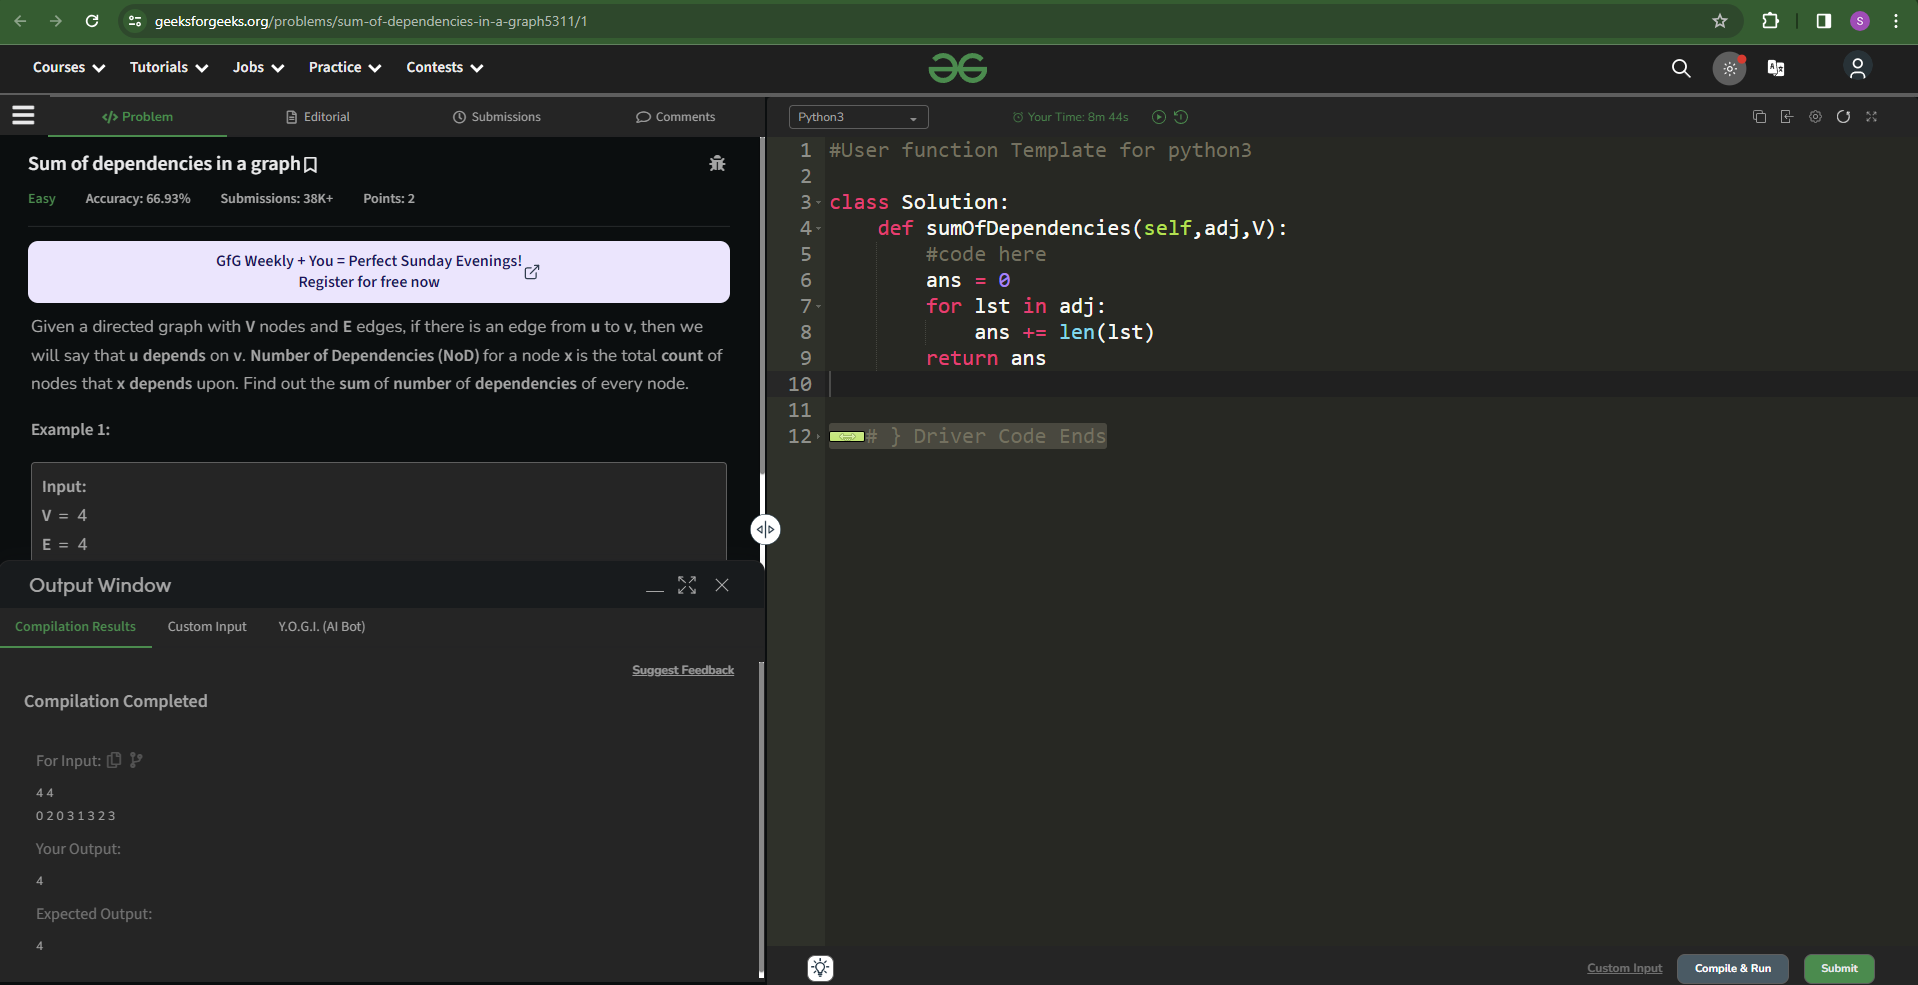 geeksforgeeks.org/problems/sum-of-dependencies-in-a-graph5311/1
S
Courses Tutorials Jobs Practice Contests
</> Problem Editorial Submissions Comments
Sum of dependencies in a graph
Easy Accuracy: 66.93% Submissions: 38K+ Points: 2
GfG Weekly + You = Perfect Sunday Evenings!
Register for free now
Given a directed graph with V nodes and E edges, if there is an edge from u to v, then we
will say that u depends on v. Number of Dependencies (NoD) for a node x is the total count of
nodes that x depends upon. Find out the sum of number of dependencies of every node.
Example 1:
Input:
V = 4
E = 4
Output Window
Compilation Results Custom Input Y.O.G.I. (AI Bot)
Suggest Feedback
Compilation Completed
For Input:
4 4
0 2 0 3 1 3 2 3
Your Output:
4
Expected Output:
4
Python3 Your Time: 8m 44s
1 #User function Template for python3
2
3 class Solution:
4 def sumOfDependencies(self,adj,V):
5 #code here
6 ans = 0
7 for lst in adj:
8 ans += len(lst)
9 return ans
10
11
12 # } Driver Code Ends
Custom Input Compile & Run Submit